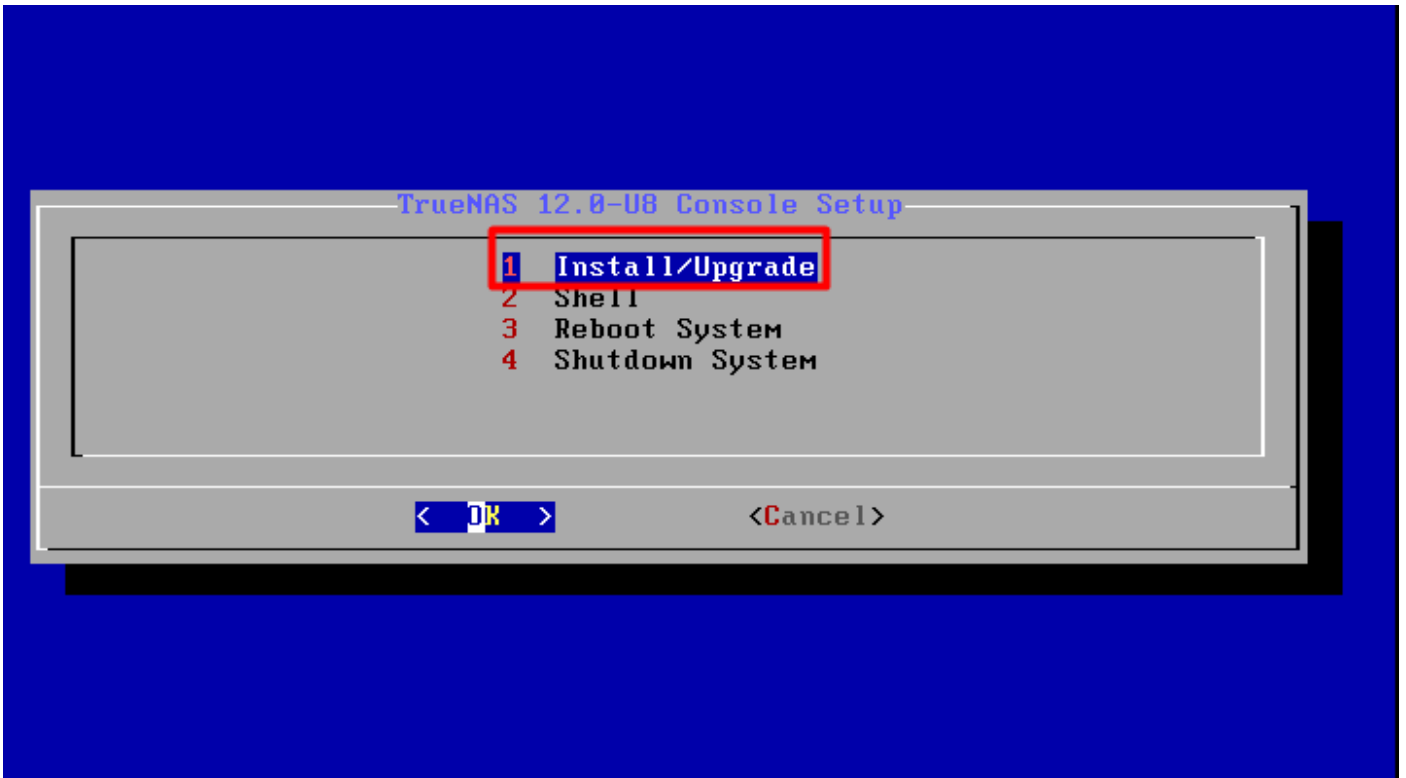 TrueNAS 12.0-U8 Console Setup
1 Install/Upgrade
2 Shell
3 Reboot System
4 Shutdown System
< OK > <Cancel>